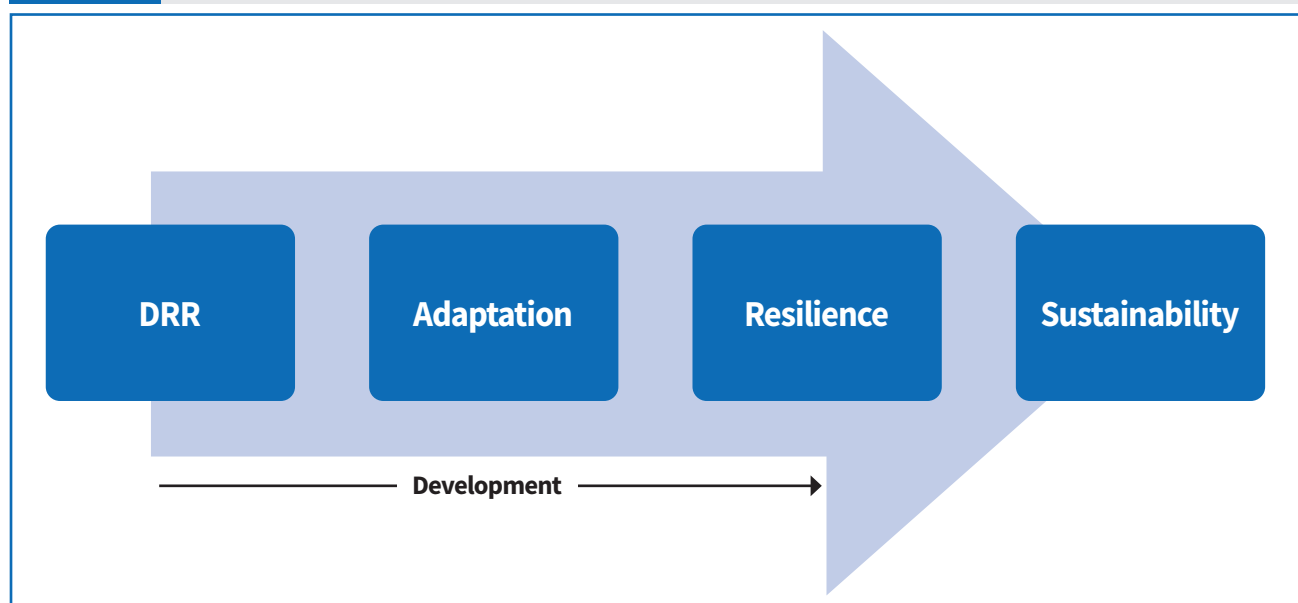 DRR
Adaptation
Resilience
Sustainability
Development